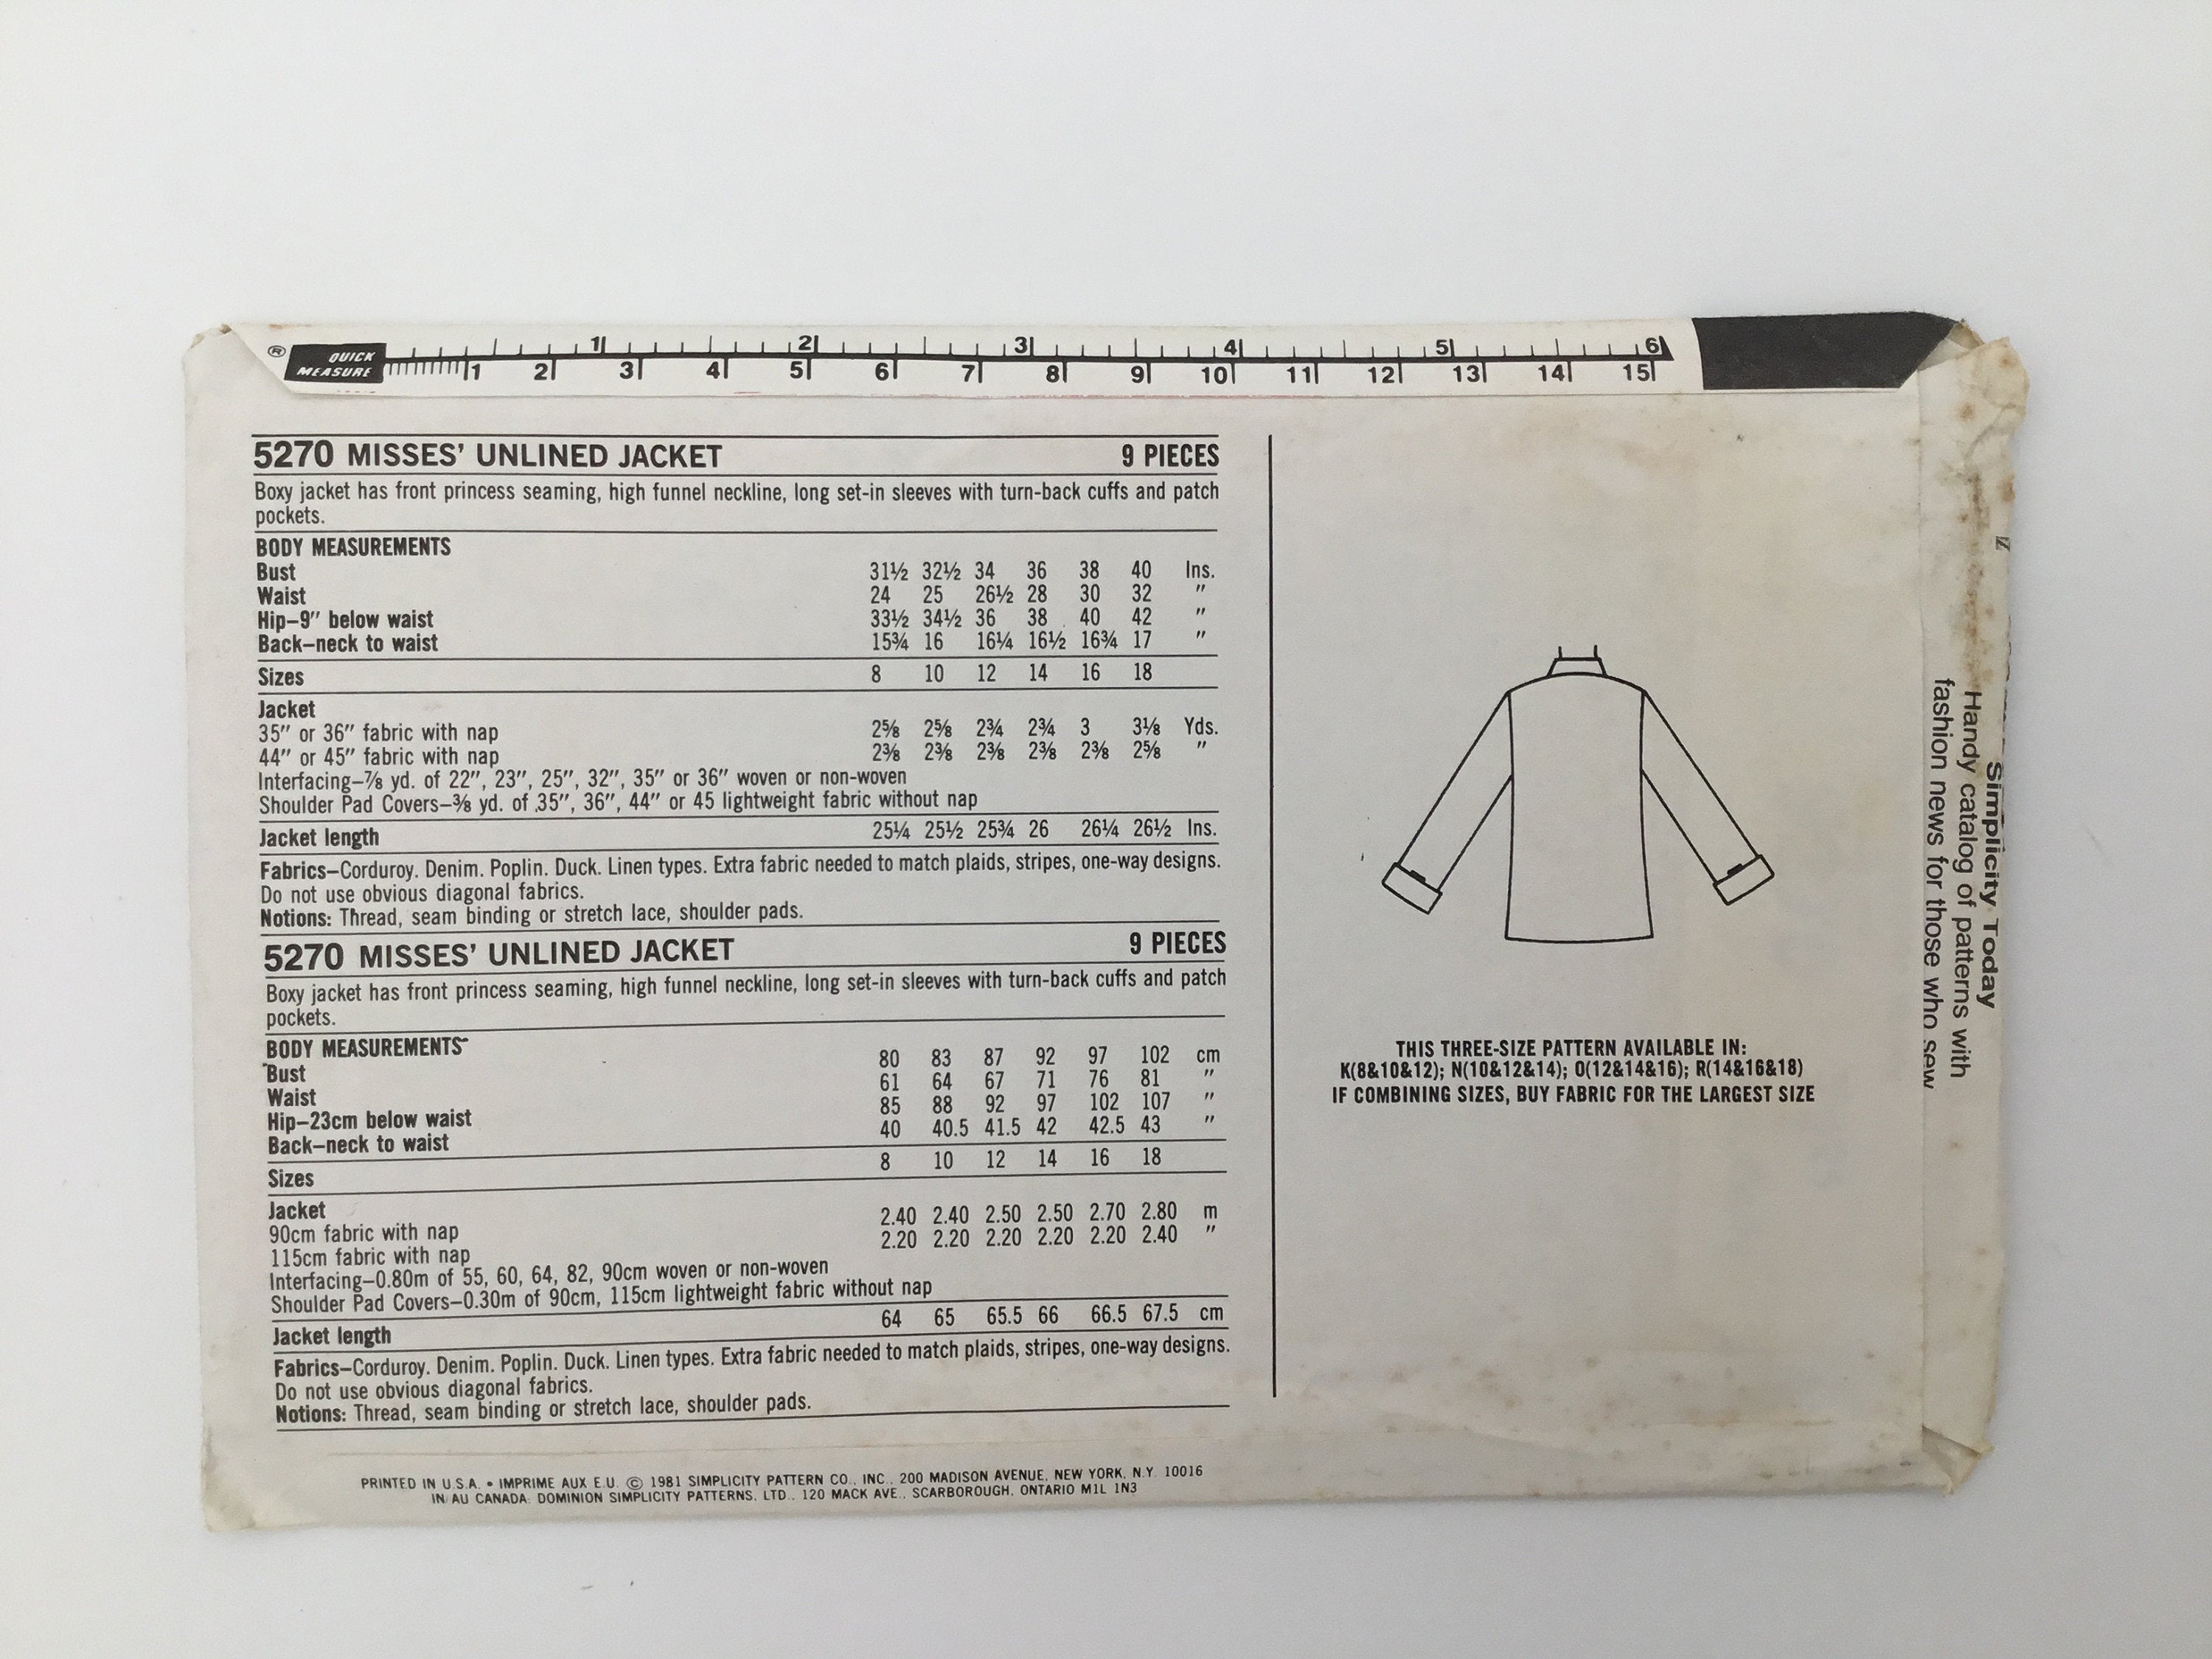 ® QUICK MEASURE
1 2 3 4 5 6
1 2 3 4 5 6 7 8 9 10 11 12 13 14 15
5270 MISSES' UNLINED JACKET 9 PIECES
Boxy jacket has front princess seaming, high funnel neckline, long set-in sleeves with turn-back cuffs and patch
pockets.
BODY MEASUREMENTS
Bust 31½ 32½ 34 36 38 40 Ins.
Waist 24 25 26½ 28 30 32 "
Hip–9" below waist 33½ 34½ 36 38 40 42 "
Back–neck to waist 15¾ 16 16¼ 16½ 16¾ 17 "
Sizes 8 10 12 14 16 18
Jacket
35" or 36" fabric with nap 2⅝ 2⅝ 2¾ 2¾ 3 3⅛ Yds.
44" or 45" fabric with nap 2⅜ 2⅜ 2⅜ 2⅜ 2⅜ 2⅝ "
Interfacing–⅞ yd. of 22", 23", 25", 32", 35" or 36" woven or non-woven
Shoulder Pad Covers–⅜ yd. of 35", 36", 44" or 45 lightweight fabric without nap
Jacket length 25¼ 25½ 25¾ 26 26¼ 26½ Ins.
Fabrics–Corduroy. Denim. Poplin. Duck. Linen types. Extra fabric needed to match plaids, stripes, one-way designs.
Do not use obvious diagonal fabrics.
Notions: Thread, seam binding or stretch lace, shoulder pads.
5270 MISSES' UNLINED JACKET 9 PIECES
Boxy jacket has front princess seaming, high funnel neckline, long set-in sleeves with turn-back cuffs and patch
pockets.
BODY MEASUREMENTS
Bust 80 83 87 92 97 102 cm
Waist 61 64 67 71 76 81 "
Hip–23cm below waist 85 88 92 97 102 107 "
Back–neck to waist 40 40.5 41.5 42 42.5 43 "
Sizes 8 10 12 14 16 18
Jacket
90cm fabric with nap 2.40 2.40 2.50 2.50 2.70 2.80 m
115cm fabric with nap 2.20 2.20 2.20 2.20 2.20 2.40 "
Interfacing–0.80m of 55, 60, 64, 82, 90cm woven or non-woven
Shoulder Pad Covers–0.30m of 90cm, 115cm lightweight fabric without nap
Jacket length 64 65 65.5 66 66.5 67.5 cm
Fabrics–Corduroy. Denim. Poplin. Duck. Linen types. Extra fabric needed to match plaids, stripes, one-way designs.
Do not use obvious diagonal fabrics.
Notions: Thread, seam binding or stretch lace, shoulder pads.
PRINTED IN U.S.A. • IMPRIME AUX E.U. © 1981 SIMPLICITY PATTERN CO., INC., 200 MADISON AVENUE, NEW YORK, N.Y. 10016
IN/AU CANADA: DOMINION SIMPLICITY PATTERNS, LTD., 120 MACK AVE., SCARBOROUGH, ONTARIO M1L 1N3
THIS THREE-SIZE PATTERN AVAILABLE IN:
K(8&10&12); N(10&12&14); O(12&14&16); R(14&16&18)
IF COMBINING SIZES, BUY FABRIC FOR THE LARGEST SIZE
Simplicity Today
Handy catalog of patterns with
fashion news for those who sew